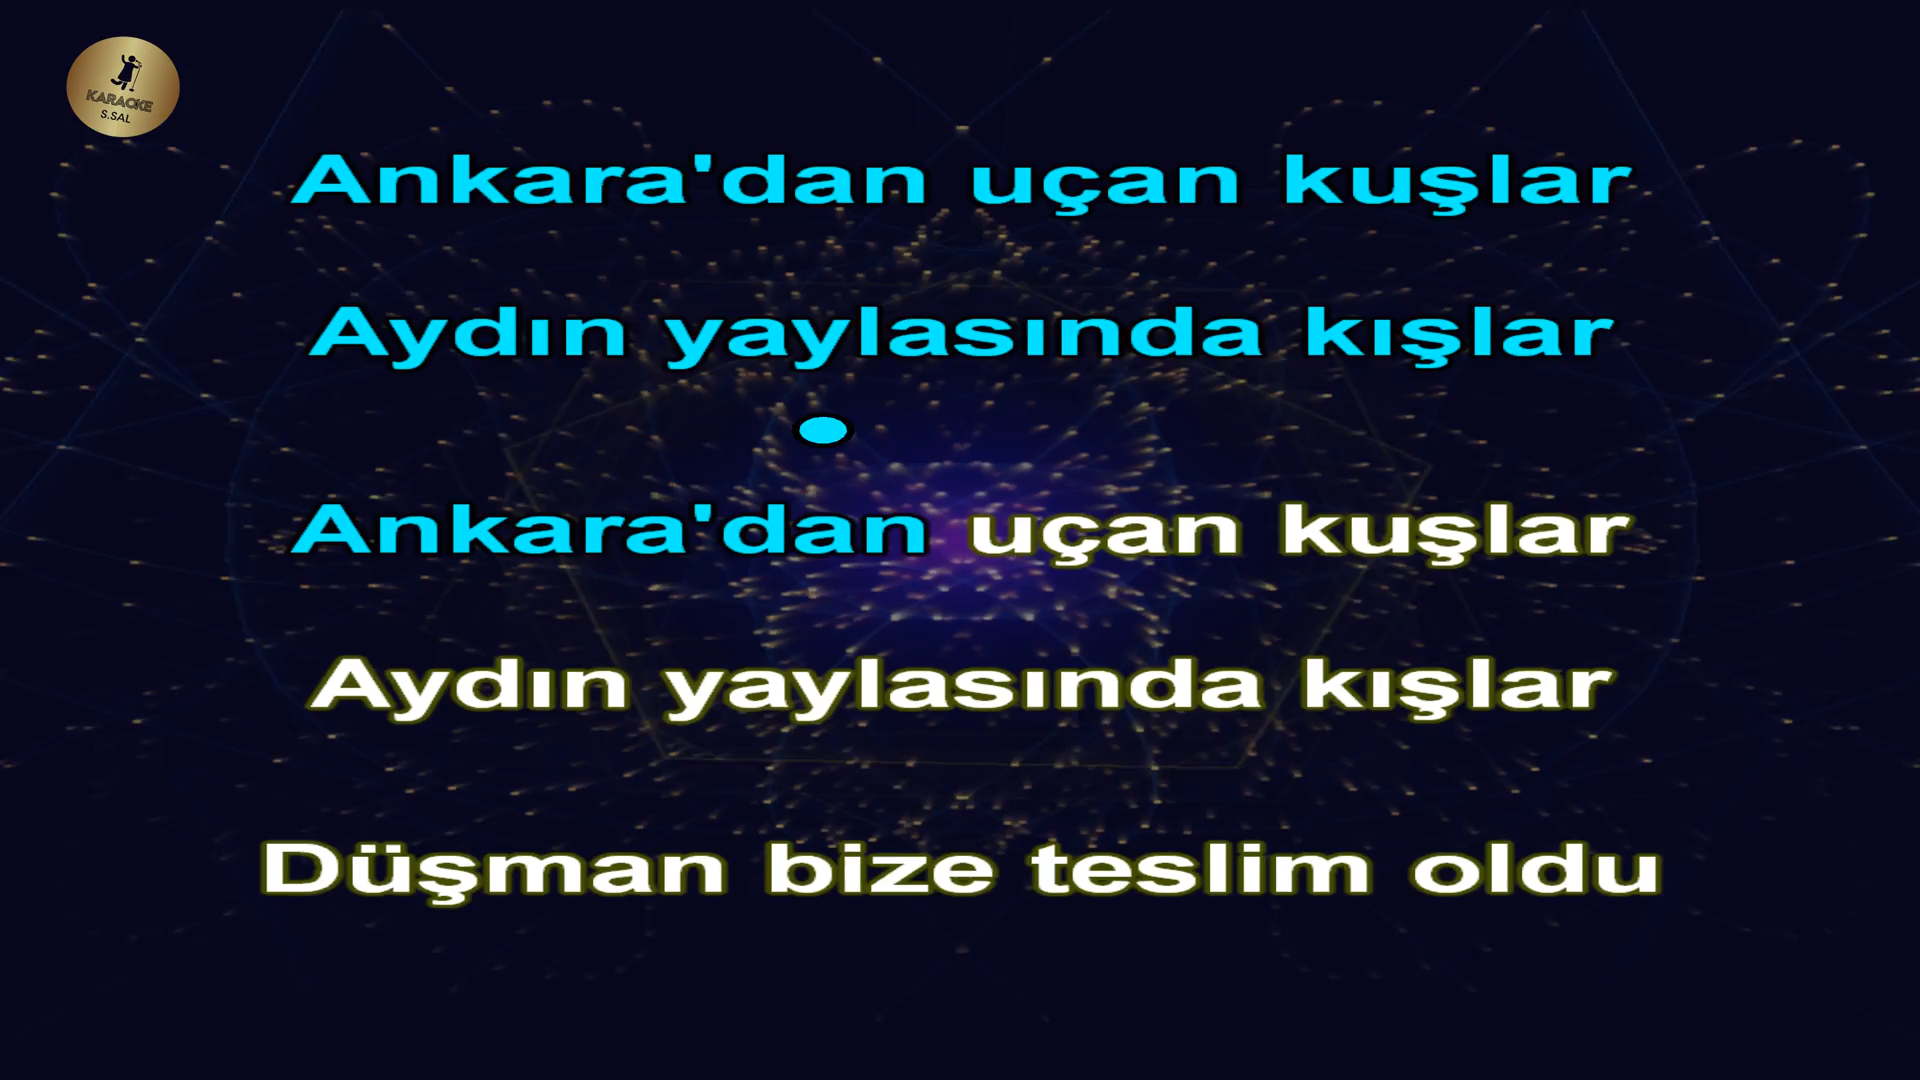 KARAOKE
S.SAL
Ankara'dan uçan kuşlar
Aydın yaylasında kışlar
Ankara'dan uçan kuşlar
Aydın yaylasında kışlar
Düşman bize teslim oldu